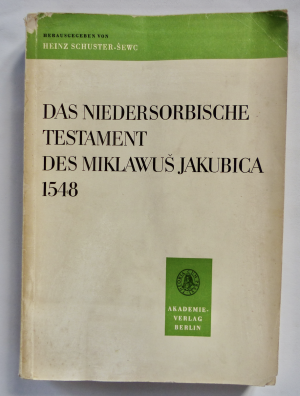 HERAUSGEGEBEN VON
HEINZ SCHUSTER-ŠEWC
DAS NIEDERSORBISCHE
TESTAMENT
DES MIKLAWUŠ JAKUBICA
1548
AKADEMIE-
VERLAG
BERLIN